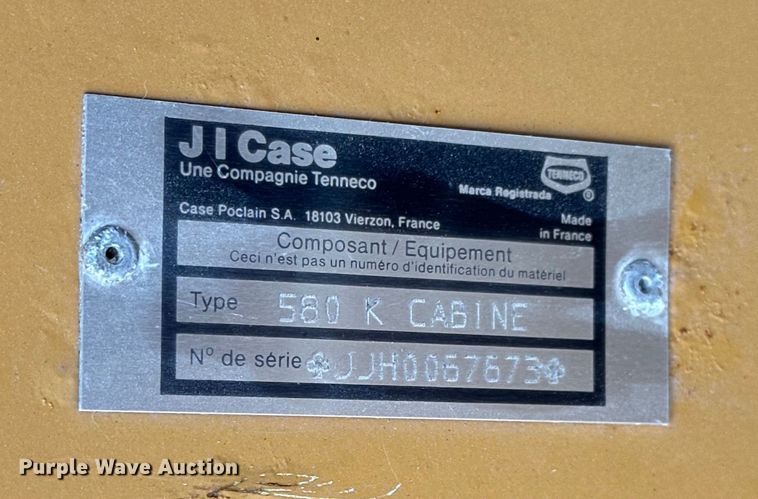 J I Case
Une Compagnie Tenneco
TENNECO
Marca Registrada ®
Case Poclain S.A. 18103 Vierzon, France
Made
in France
Composant / Equipement
Ceci n'est pas un numéro d'identification du matériel
Type 580 K CABINE
Nº de série JJH0067673
Purple Wave Auction